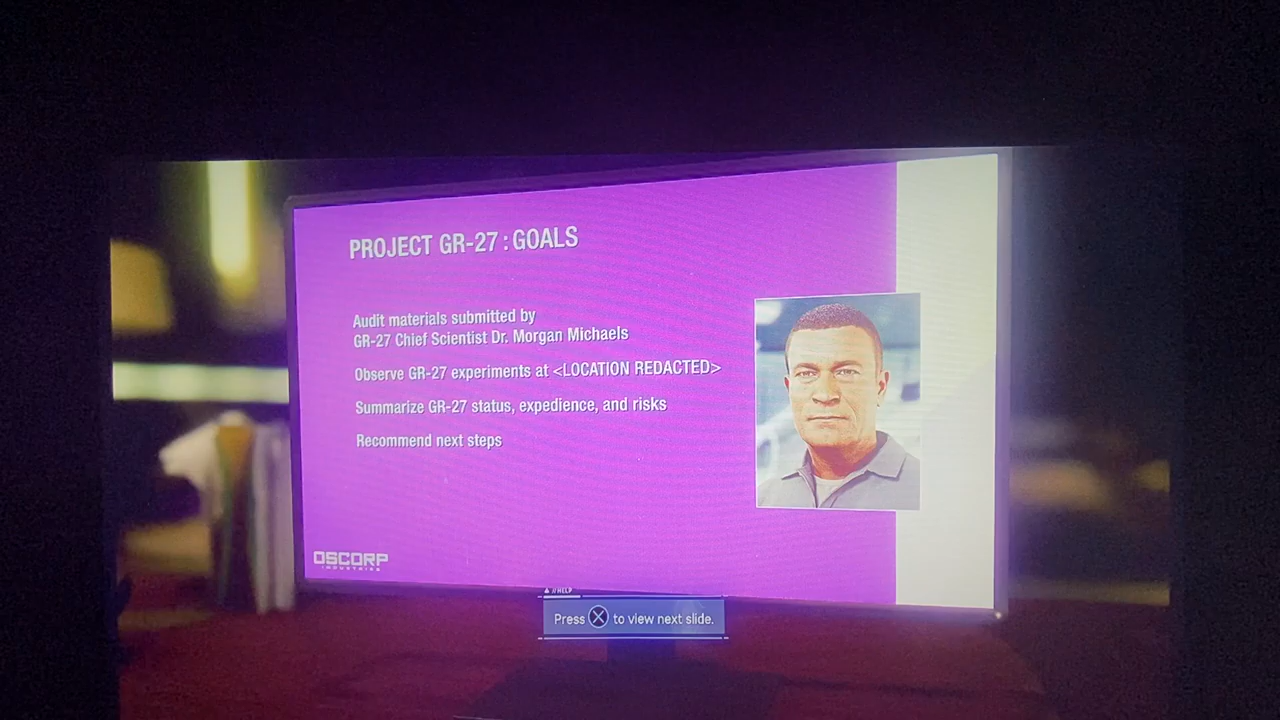 PROJECT GR-27 : GOALS
Audit materials submitted by
GR-27 Chief Scientist Dr. Morgan Michaels
Observe GR-27 experiments at <LOCATION REDACTED>
Summarize GR-27 status, expedience, and risks
Recommend next steps
OSCORP
INDUSTRIES
//HELP
Press ⓧ to view next slide.